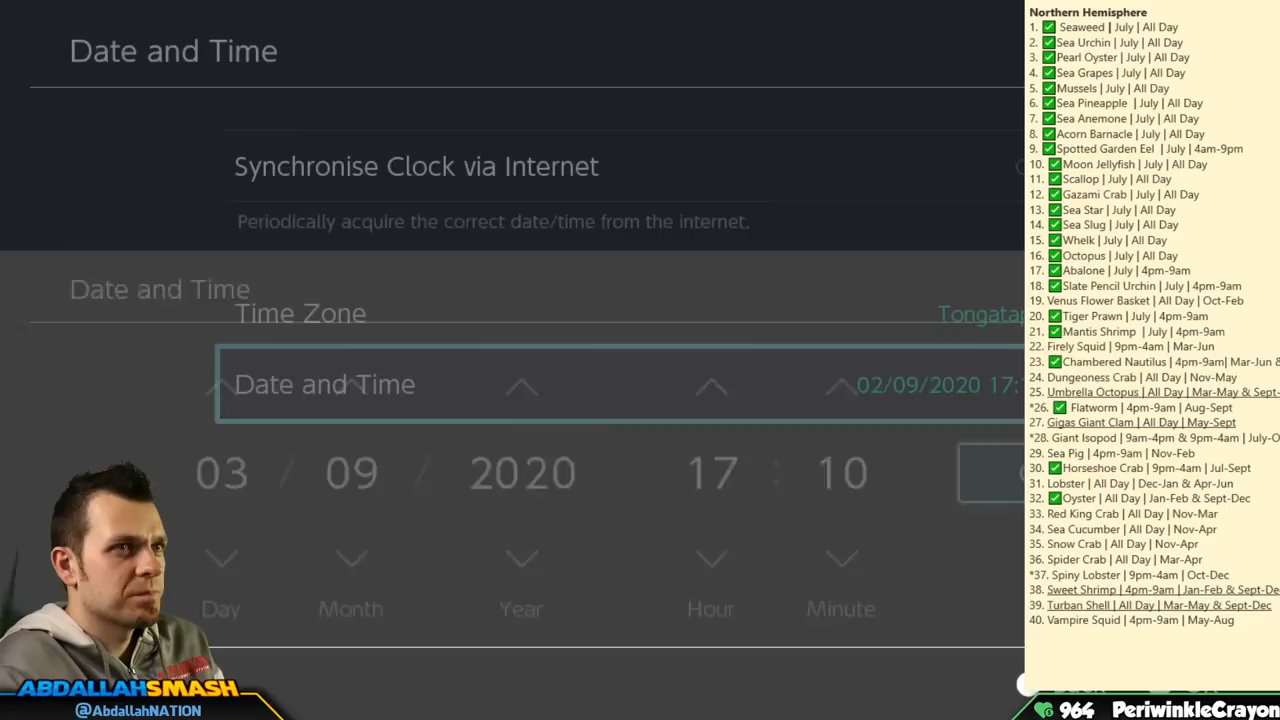 Date and Time
Synchronize Clock via Internet
Periodically the correct date/time from the internet.
Date and Time
Time Zone
Date and Time
02/09/2020 17:
03 / 20 17 : 10
Day Month Year Hour Minute
ABDALLAHSMASH
@AbdallahNATION
Northern Hemisphere
1. ✅ Seaweed | July | All Day
2. ✅Sea Urchin | July | All Day
3. ✅Pearl Oyster | July | All Day
4. ✅Sea Grapes | July | All Day
5. ✅Mussels | July | All Day
6. ✅Sea Pineapple | July | All Day
7. ✅Sea Anemone | July | All Day
8. ✅Acorn Barnacle | July | All Day
9. ✅Spotted Garden Eel | July | 4am-9pm
10. ✅Moon Jellyfish | July | All Day
11. ✅Scallop | July | All Day
12. ✅Gazami Crab | July | All Day
13. ✅Sea Star | July | All Day
14. ✅Sea Slug | July | All Day
15. ✅Whelk | July | All Day
16. ✅Octopus | July | All Day
17. ✅Abalone | July | 4pm-9am
18. ✅Slate Pencil Urchin | July | 4pm-9am
19. Venus Flower Basket | All Day | Oct-Feb
20. ✅Tiger Prawn | July | 4pm-9am
21. ✅Mantis Shrimp | July | 4pm-9am
22. Firely Squid | 9pm-4am | Mar-Jun
23. ✅Chambered Nautilus | 4pm-9am| Mar-Jun &
24. Dungeoness Crab | All Day | Nov-May
25. Umbrella Octopus | All Day | Mar-May & Sept-
*26. ✅ Flatworm | 4pm-9am | Aug-Sept
27. Gigas Giant Clam | All Day | May-Sept
*28. Giant Isopod | 9am-4pm & 9pm-4am | July-O
29. Sea Pig | 4pm-9am | Nov-Feb
30. ✅Horseshoe Crab | 9pm-4am | Jul-Sept
31. Lobster | All Day | Dec-Jan & Apr-Jun
32. ✅Oyster | All Day | Jan-Feb & Sept-Dec
33. Red King Crab | All Day | Nov-Mar
34. Sea Cucumber | All Day | Nov-Apr
35. Snow Crab | All Day | Nov-Apr
36. Spider Crab | All Day | Mar-Apr
*37. Spiny Lobster | 9pm-4am | Oct-Dec
38. Sweet Shrimp | 4pm-9am | Jan-Feb & Sept-De
39. Turban Shell | All Day | Mar-May & Sept-Dec
40. Vampire Squid | 4pm-9am | May-Aug
964 PeriwinkleCrayon